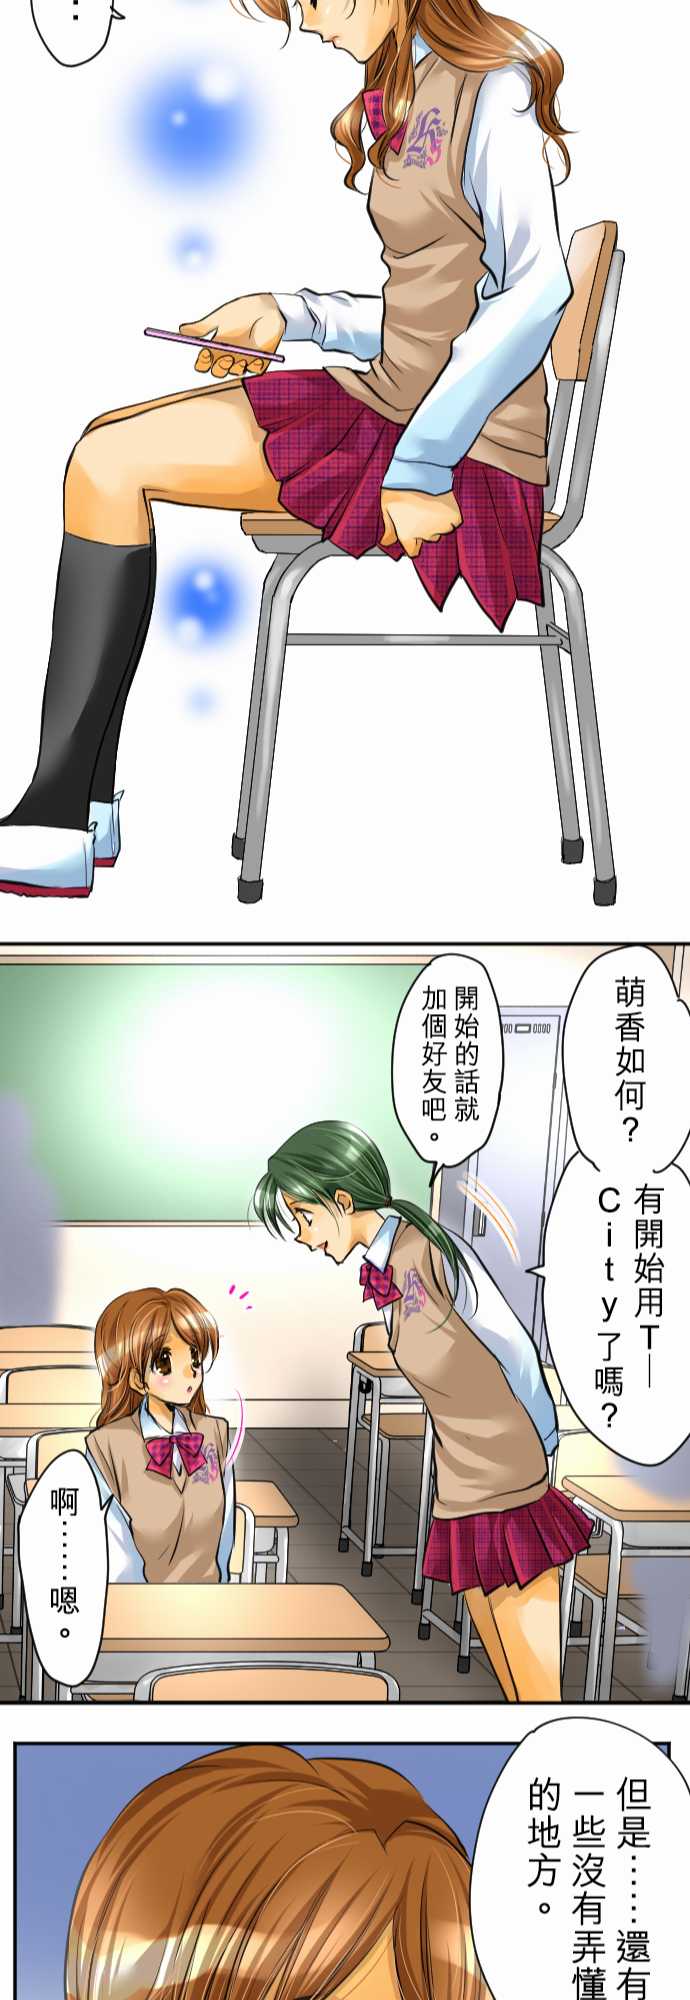 ⋮
萌香如何？
有開始用T—
City了嗎？
開始的話就
加個好友吧。
啊……嗯。
但是……還有
一些沒有弄懂
的地方。